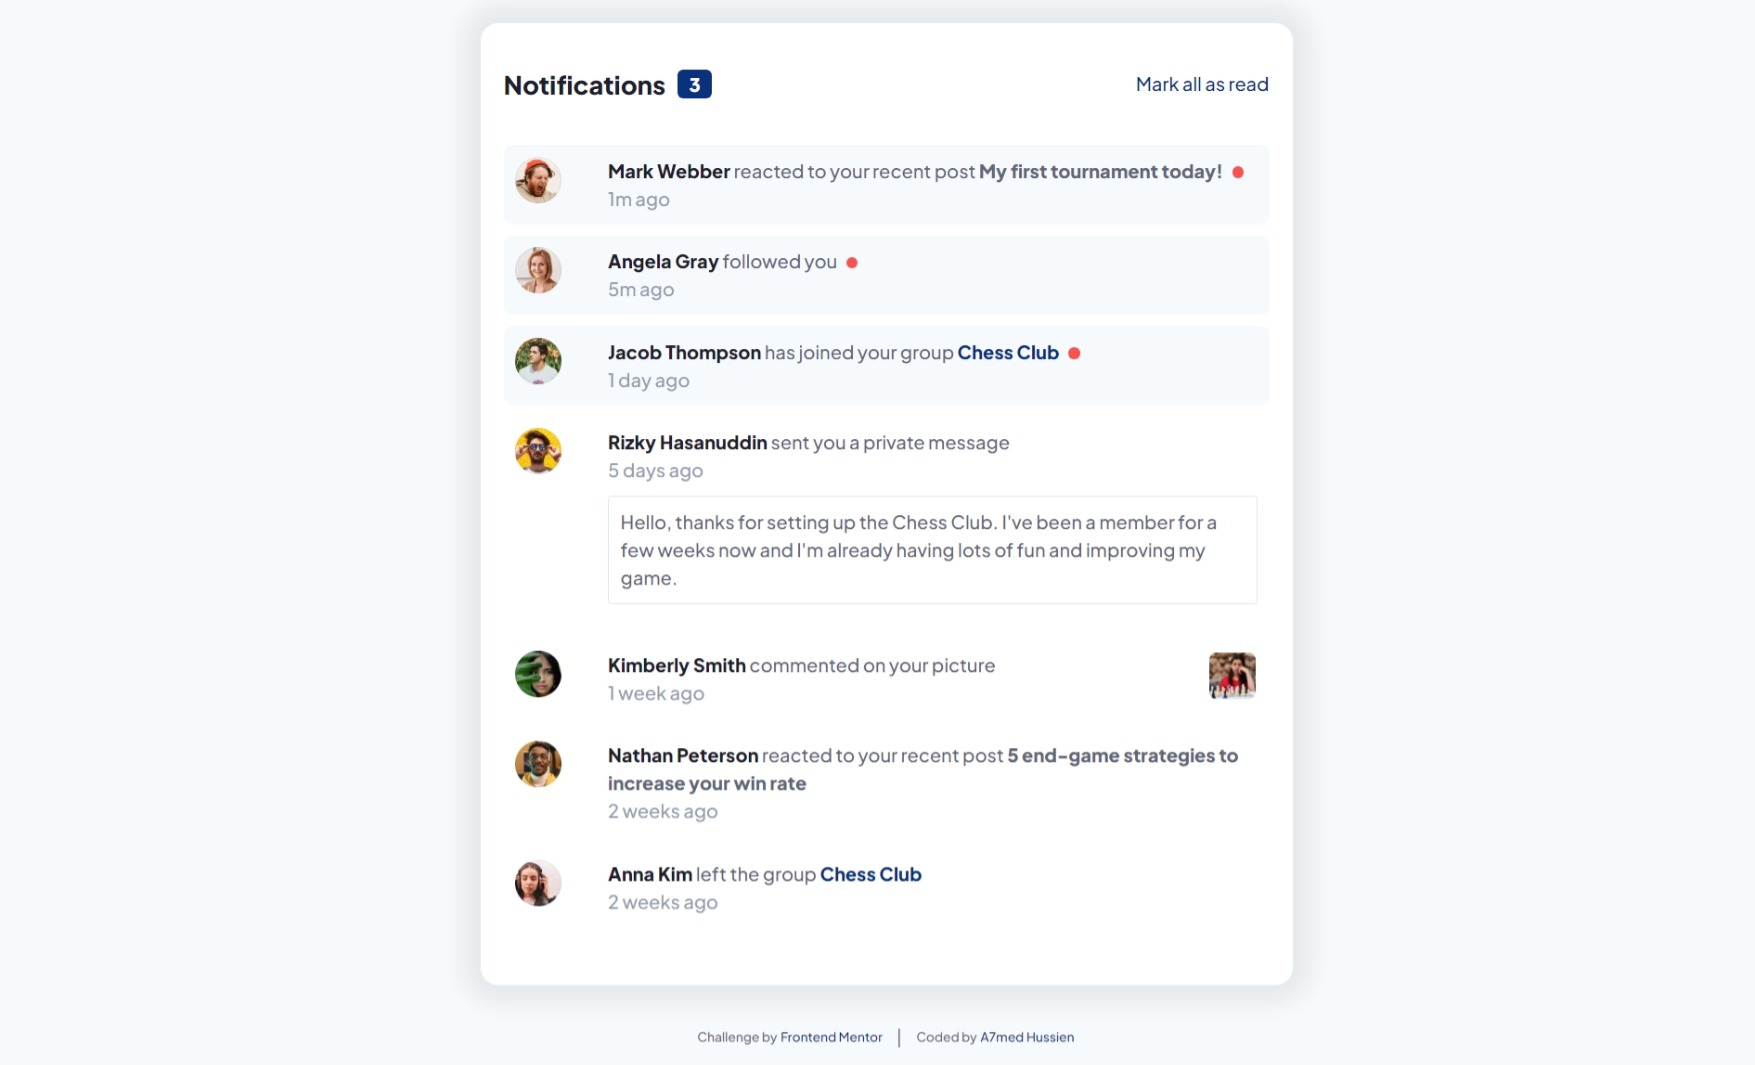 Notifications 3
Mark all as read
Mark Webber reacted to your recent post My first tournament today!
1m ago
Angela Gray followed you
5m ago
Jacob Thompson has joined your group Chess Club
1 day ago
Rizky Hasanuddin sent you a private message
5 days ago
Hello, thanks for setting up the Chess Club. I've been a member for a
few weeks now and I'm already having lots of fun and improving my
game.
Kimberly Smith commented on your picture
1 week ago
Nathan Peterson reacted to your recent post 5 end-game strategies to
increase your win rate
2 weeks ago
Anna Kim left the group Chess Club
2 weeks ago
Challenge by Frontend Mentor | Coded by A7med Hussien